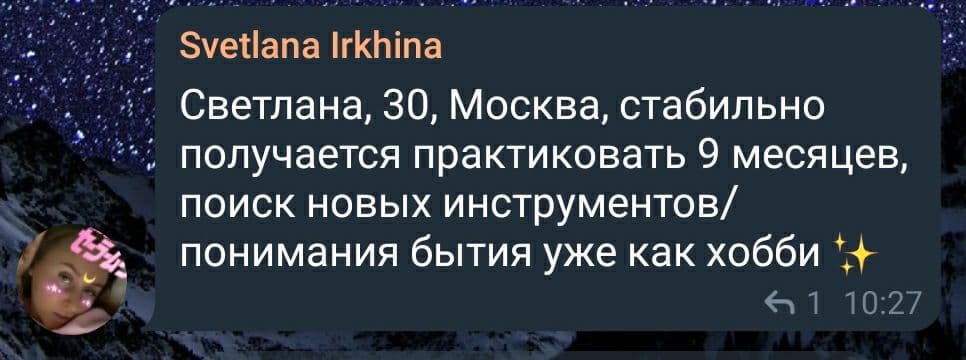 Svetlana Irkhina
Светлана, 30, Москва, стабильно
получается практиковать 9 месяцев,
поиск новых инструментов/
понимания бытия уже как хобби ✨
1 10:27